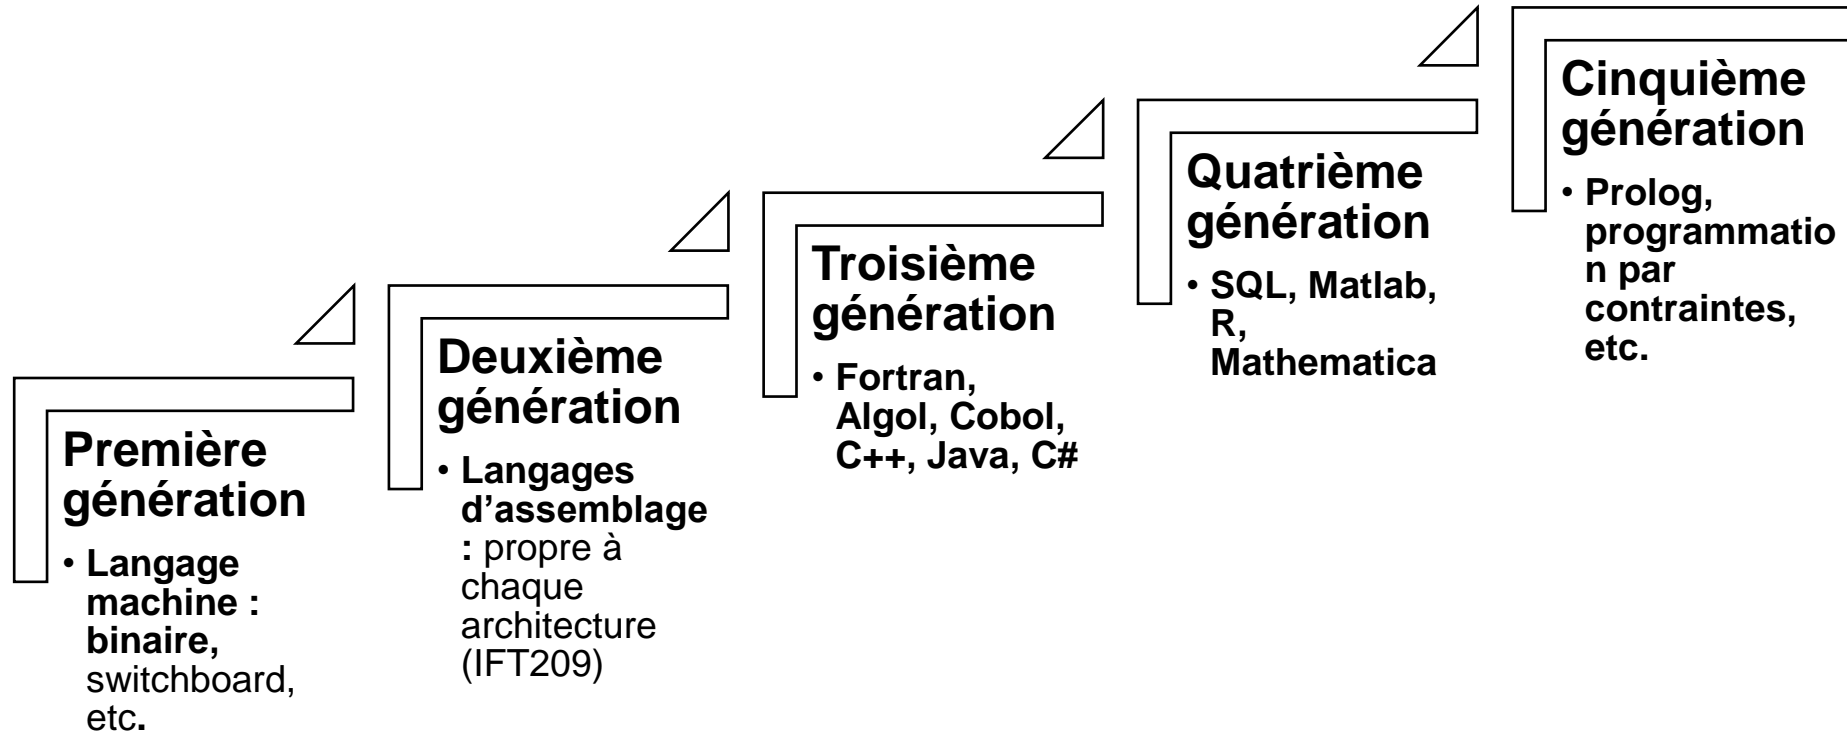 Première
génération
• Langage
machine :
binaire,
switchboard,
etc.
Deuxième
génération
• Langages
d’assemblage
: propre à
chaque
architecture
(IFT209)
Troisième
génération
• Fortran,
Algol, Cobol,
C++, Java, C#
Quatrième
génération
• SQL, Matlab,
R,
Mathematica
Cinquième
génération
• Prolog,
programmatio
n par
contraintes,
etc.